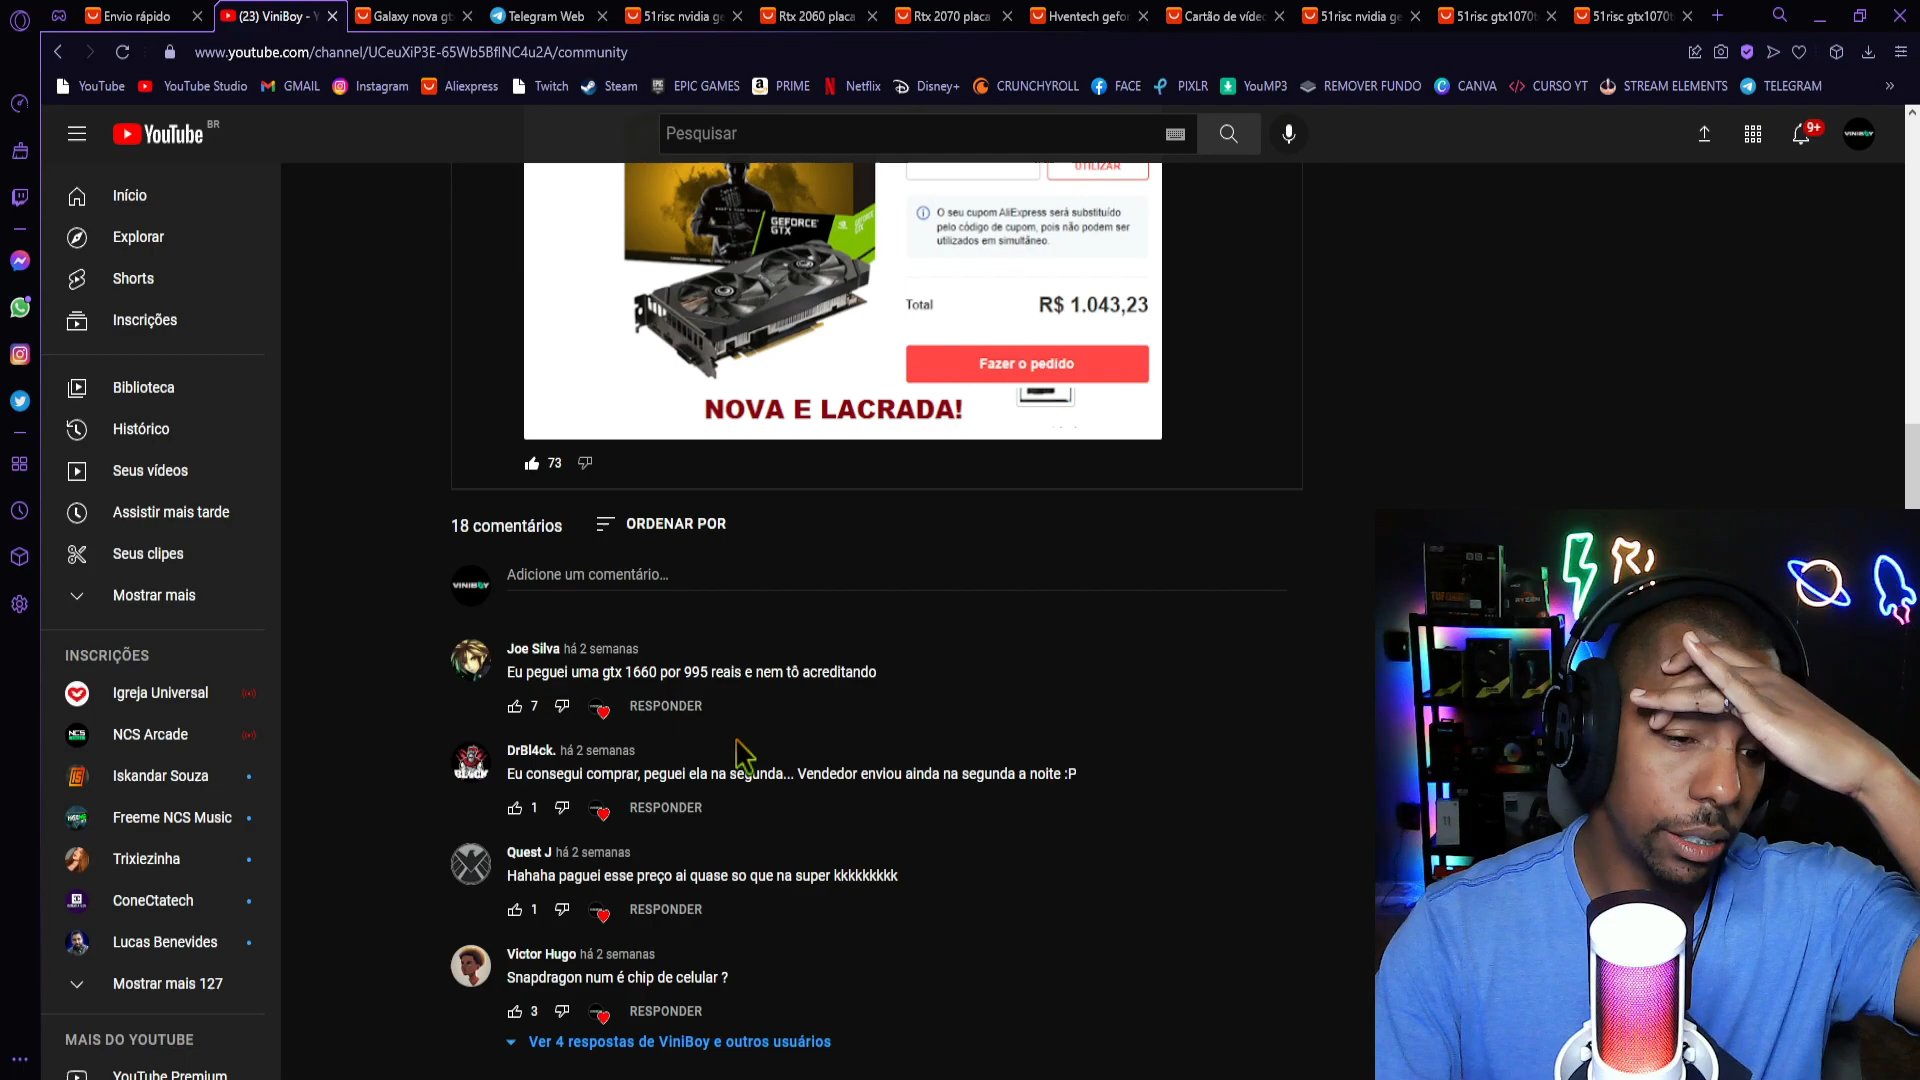 Envio rápido
(23) ViniBoy - Y
Galaxy nova gt
Telegram Web
51risc nvidia ge
Rtx 2060 placa
Rtx 2070 placa
Hventech gefor
Cartão de víde
51risc nvidia ge
51risc gtx1070t
51risc gtx1070t
www.youtube.com/channel/UCeuXiP3E-65Wb5BflNC4u2A/community
YouTube
YouTube Studio
GMAIL
Instagram
Aliexpress
Twitch
Steam
EPIC GAMES
PRIME
Netflix
Disney+
CRUNCHYROLL
FACE
PIXLR
YouMP3
REMOVER FUNDO
CANVA
CURSO YT
STREAM ELEMENTS
TELEGRAM
YouTube BR
Pesquisar
9+
VINIBOY
Início
Explorar
Shorts
Inscrições
Biblioteca
Histórico
Seus vídeos
Assistir mais tarde
Seus clipes
Mostrar mais
INSCRIÇÕES
Igreja Universal
NCS Arcade
Iskandar Souza
Freeme NCS Music
Trixiezinha
ConeCtatech
Lucas Benevides
Mostrar mais 127
MAIS DO YOUTUBE
YouTube Premium
UTILIZAR
O seu cupom AliExpress será substituído
pelo código de cupom, pois não podem ser
utilizados em simultâneo.
GEFORCE
GTX
Total R$ 1.043,23
Fazer o pedido
NOVA E LACRADA!
73
18 comentários
ORDENAR POR
VINIBOY
Adicione um comentário...
Joe Silva há 2 semanas
Eu peguei uma gtx 1660 por 995 reais e nem tô acreditando
7 RESPONDER
DrBl4ck. há 2 semanas
Eu consegui comprar, peguei ela na segunda... Vendedor enviou ainda na segunda a noite :P
1 RESPONDER
Quest J há 2 semanas
Hahaha paguei esse preço ai quase so que na super kkkkkkkkk
1 RESPONDER
Victor Hugo há 2 semanas
Snapdragon num é chip de celular ?
3 RESPONDER
Ver 4 respostas de ViniBoy e outros usuários